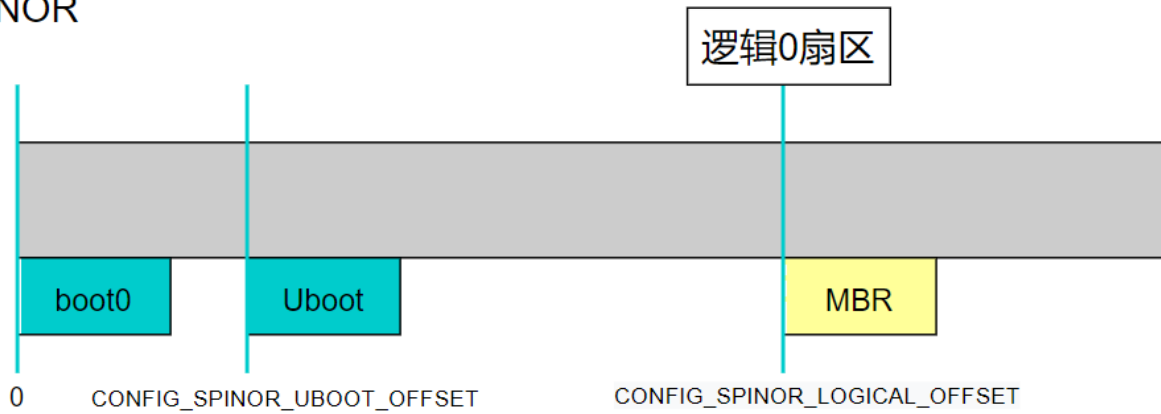 NOR
逻辑0扇区
boot0
Uboot
MBR
0
CONFIG_SPINOR_UBOOT_OFFSET
CONFIG_SPINOR_LOGICAL_OFFSET